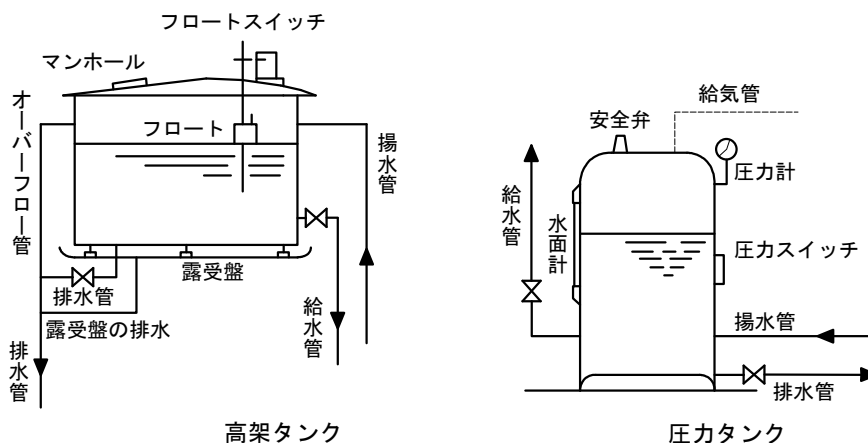 フロートスイッチ
マンホール
オーバーフロー管
フロート
揚水管
露受盤
排水管
露受盤の排水
給水管
排水管
高架タンク
給気管
安全弁
圧力計
給水管
水面計
圧力スイッチ
揚水管
排水管
圧力タンク